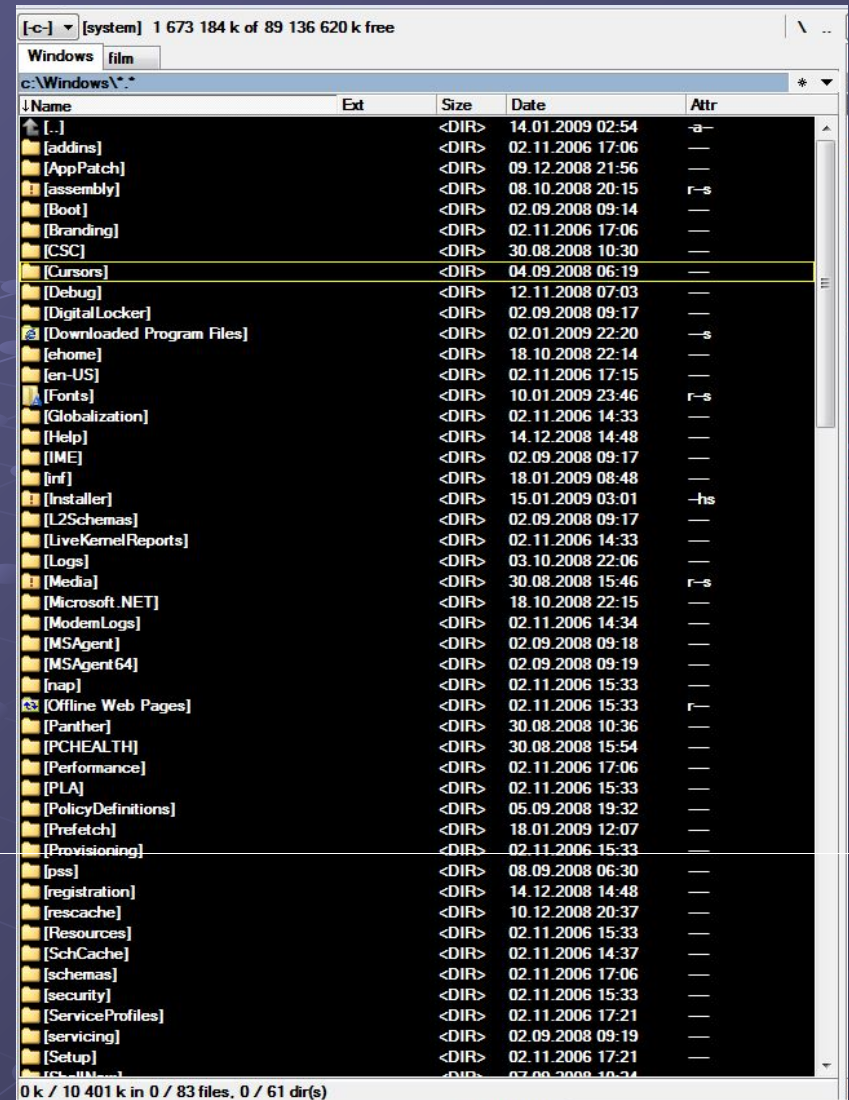 [-c-] [system] 1 673 184 k of 89 136 620 k free \ ..
Windows film
c:\Windows\*.* *
↓Name Ext Size Date Attr
[..] <DIR> 14.01.2009 02:54 -a--
[addins] <DIR> 02.11.2006 17:06 ----
[AppPatch] <DIR> 09.12.2008 21:56 ----
[assembly] <DIR> 08.10.2008 20:15 r--s
[Boot] <DIR> 02.09.2008 09:14 ----
[Branding] <DIR> 02.11.2006 17:06 ----
[CSC] <DIR> 30.08.2008 10:30 ----
[Cursors] <DIR> 04.09.2008 06:19 ----
[Debug] <DIR> 12.11.2008 07:03 ----
[DigitalLocker] <DIR> 02.09.2008 09:17 ----
[Downloaded Program Files] <DIR> 02.01.2009 22:20 ---s
[ehome] <DIR> 18.10.2008 22:14 ----
[en-US] <DIR> 02.11.2006 17:15 ----
[Fonts] <DIR> 10.01.2009 23:46 r--s
[Globalization] <DIR> 02.11.2006 14:33 ----
[Help] <DIR> 14.12.2008 14:48 ----
[IME] <DIR> 02.09.2008 09:17 ----
[inf] <DIR> 18.01.2009 08:48 ----
[Installer] <DIR> 15.01.2009 03:01 --hs
[L2Schemas] <DIR> 02.09.2008 09:17 ----
[LiveKernelReports] <DIR> 02.11.2006 14:33 ----
[Logs] <DIR> 03.10.2008 22:06 ----
[Media] <DIR> 30.08.2008 15:46 r--s
[Microsoft.NET] <DIR> 18.10.2008 22:15 ----
[ModemLogs] <DIR> 02.11.2006 14:34 ----
[MSAgent] <DIR> 02.09.2008 09:18 ----
[MSAgent64] <DIR> 02.09.2008 09:19 ----
[nap] <DIR> 02.11.2006 15:33 ----
[Offline Web Pages] <DIR> 02.11.2006 15:33 r---
[Panther] <DIR> 30.08.2008 10:36 ----
[PCHEALTH] <DIR> 30.08.2008 15:54 ----
[Performance] <DIR> 02.11.2006 17:06 ----
[PLA] <DIR> 02.11.2006 15:33 ----
[PolicyDefinitions] <DIR> 05.09.2008 19:32 ----
[Prefetch] <DIR> 18.01.2009 12:07 ----
[Provisioning] <DIR> 02.11.2006 15:33 ----
[pss] <DIR> 08.09.2008 06:30 ----
[registration] <DIR> 14.12.2008 14:48 ----
[rescache] <DIR> 10.12.2008 20:37 ----
[Resources] <DIR> 02.11.2006 15:33 ----
[SchCache] <DIR> 02.11.2006 14:37 ----
[schemas] <DIR> 02.11.2006 17:06 ----
[security] <DIR> 02.11.2006 15:33 ----
[ServiceProfiles] <DIR> 02.11.2006 17:21 ----
[servicing] <DIR> 02.09.2008 09:19 ----
[Setup] <DIR> 02.11.2006 17:21 ----
0 k / 10 401 k in 0 / 83 files, 0 / 61 dir(s)